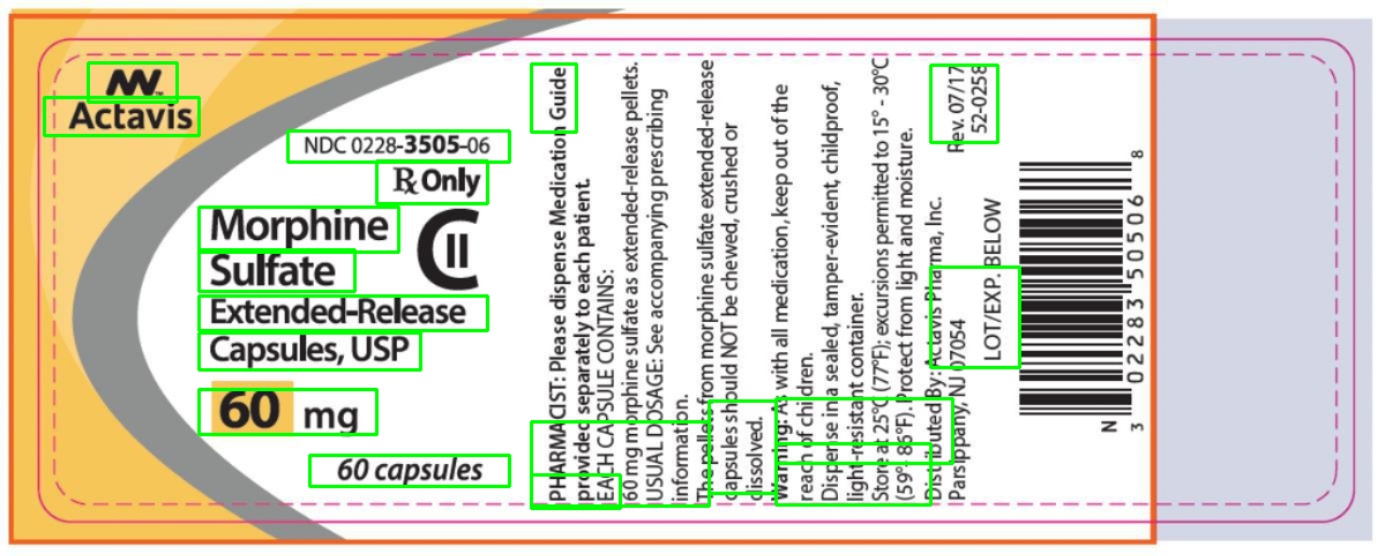 Actavis
NDC 0228-3505-06
℞ Only
Morphine
Sulfate
CII
Extended-Release
Capsules, USP
60 mg
60 capsules
PHARMACIST: Please dispense Medication Guide
provided separately to each patient.
EACH CAPSULE CONTAINS:
60 mg morphine sulfate as extended-release pellets.
USUAL DOSAGE: See accompanying prescribing
information.
The pellets from morphine sulfate extended-release
capsules should NOT be chewed, crushed or
dissolved.
Warning: As with all medication, keep out of the
reach of children.
Dispense in a sealed, tamper-evident, childproof,
light-resistant container.
Store at 25°C (77°F); excursions permitted to 15° - 30°C
(59°- 86°F). Protect from light and moisture.
Distributed By: Actavis Pharma, Inc.
Parsippany, NJ 07054
Rev. 07/17
52-0258
LOT/EXP. BELOW
N
3 0228350506 8